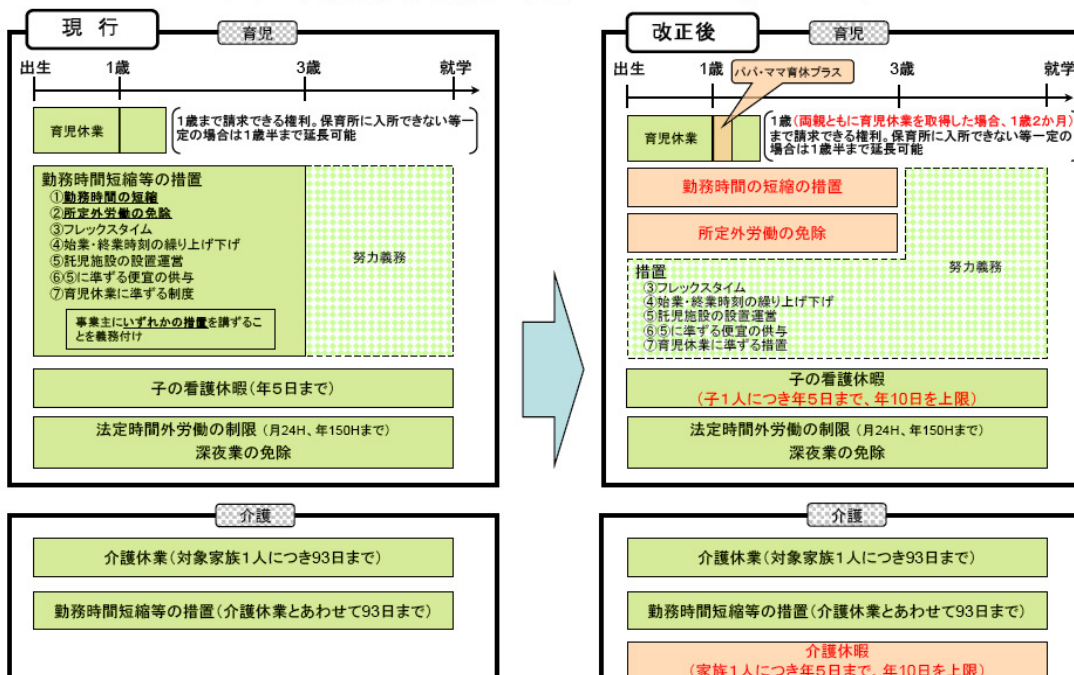 現 行
育児
出生 1歳 3歳 就学
育児休業
1歳まで請求できる権利。保育所に入所できない等一
定の場合は1歳半まで延長可能
勤務時間短縮等の措置
①勤務時間の短縮
②所定外労働の免除
③フレックスタイム
④始業・終業時刻の繰り上げ下げ
⑤託児施設の設置運営
⑥⑤に準ずる便宜の供与
⑦育児休業に準ずる制度
事業主にいずれかの措置を講ずるこ
とを義務付け
努力義務
子の看護休暇(年5日まで)
法定時間外労働の制限(月24H、年150Hまで)
深夜業の免除
介護
介護休業(対象家族1人につき93日まで)
勤務時間短縮等の措置(介護休業とあわせて93日まで)
改正後
育児
出生 1歳 3歳 就学
パパ・ママ育休プラス
育児休業
1歳(両親ともに育児休業を取得した場合、1歳2か月)
まで請求できる権利。保育所に入所できない等一定の
場合は1歳半まで延長可能
勤務時間の短縮の措置
所定外労働の免除
努力義務
措置
③フレックスタイム
④始業・終業時刻の繰り上げ下げ
⑤託児施設の設置運営
⑥⑤に準ずる便宜の供与
⑦育児休業に準ずる措置
子の看護休暇
(子1人につき年5日まで、年10日を上限)
法定時間外労働の制限(月24H、年150Hまで)
深夜業の免除
介護
介護休業(対象家族1人につき93日まで)
勤務時間短縮等の措置(介護休業とあわせて93日まで)
介護休暇
(家族1人につき年5日まで、年10日を上限)